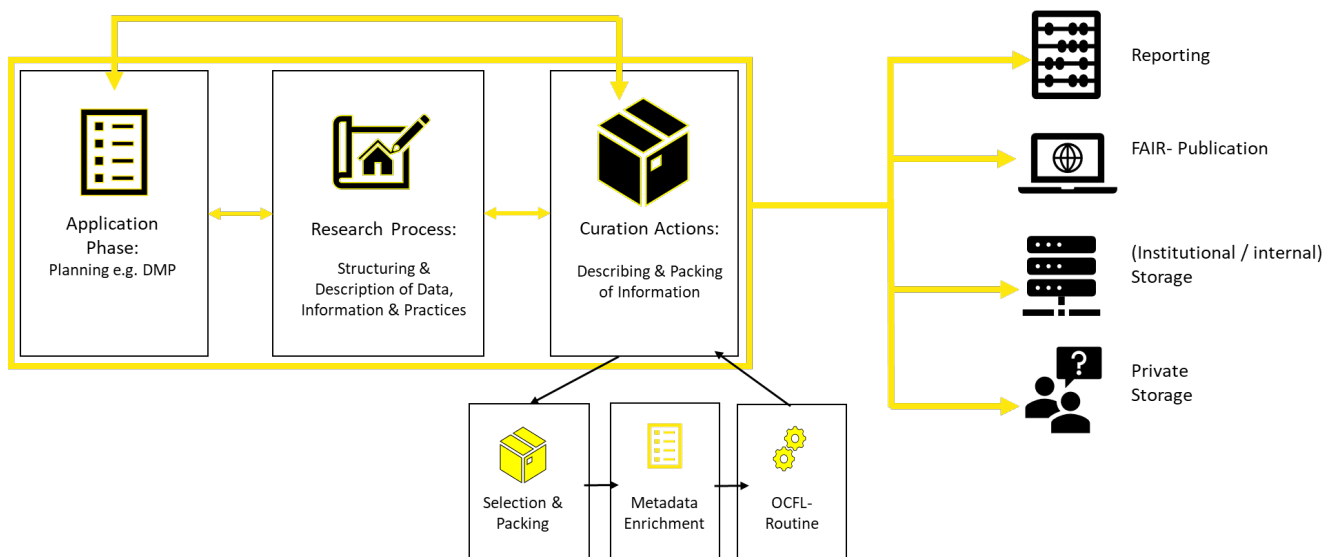 Application
Phase:
Planning e.g. DMP
Research Process:
Structuring &
Description of Data,
Information & Practices
Curation Actions:
Describing & Packing
of Information
Selection &
Packing
Metadata
Enrichment
OCFL-
Routine
Reporting
FAIR- Publication
(Institutional / internal)
Storage
?
Private
Storage